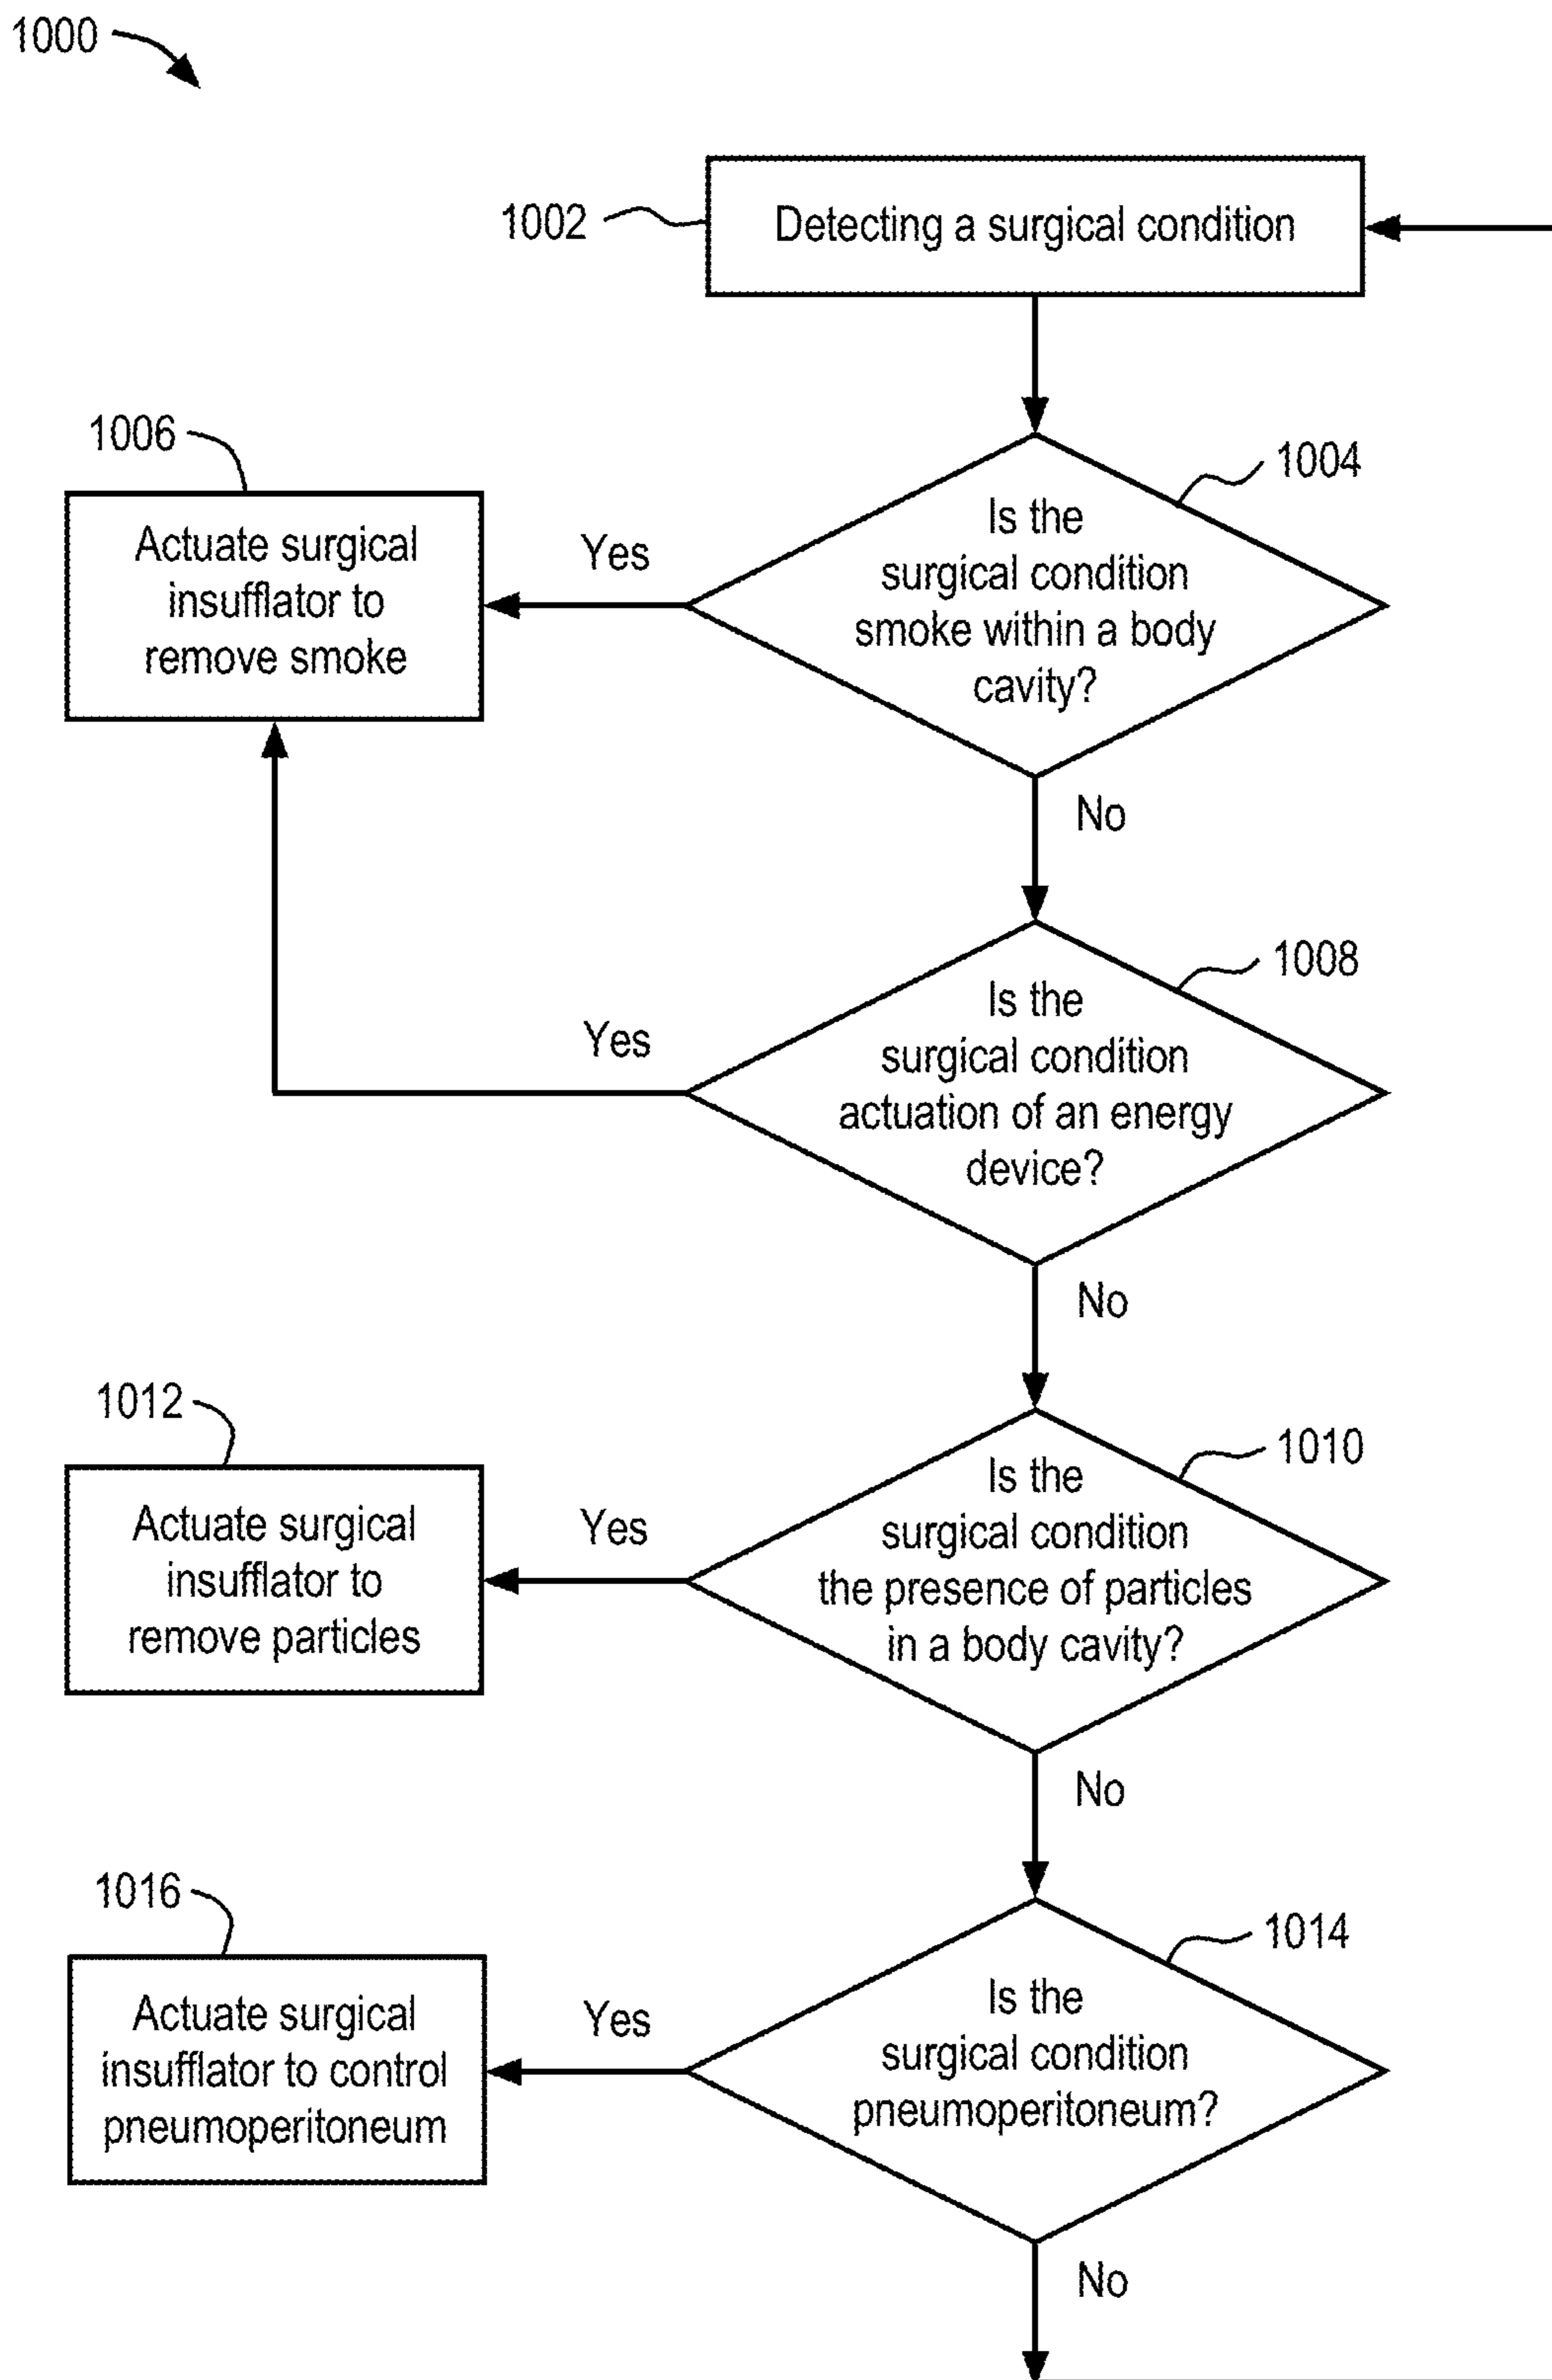 1000
1002
Detecting a surgical condition
1006
Actuate surgical
insufflator to
remove smoke
Yes
1004
Is the
surgical condition
smoke within a body
cavity?
No
1008
Is the
surgical condition
actuation of an energy
device?
Yes
No
1012
Actuate surgical
insufflator to
remove particles
Yes
1010
Is the
surgical condition
the presence of particles
in a body cavity?
No
1016
Actuate surgical
insufflator to control
pneumoperitoneum
Yes
1014
Is the
surgical condition
pneumoperitoneum?
No